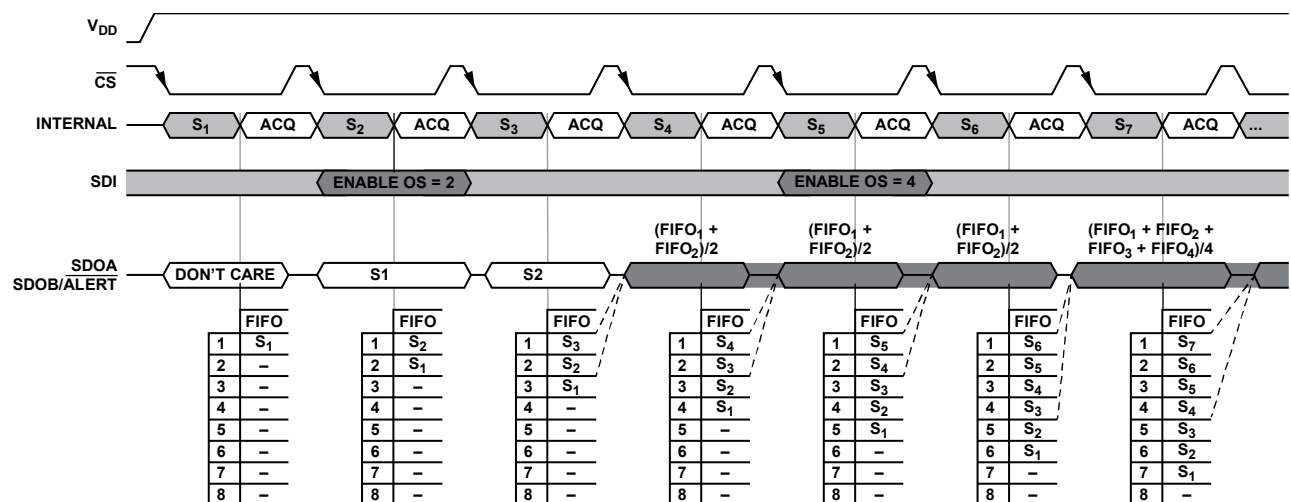 VDD
CS
INTERNAL S1 ACQ S2 ACQ S3 ACQ S4 ACQ S5 ACQ S6 ACQ S7 ACQ ...
SDI ENABLE OS = 2 ENABLE OS = 4
(FIFO1 + (FIFO1 + (FIFO1 + (FIFO1 + FIFO2 +
FIFO2)/2 FIFO2)/2 FIFO2)/2 FIFO3 + FIFO4)/4
SDOA
SDOB/ALERT DON'T CARE S1 S2
FIFO FIFO FIFO FIFO FIFO FIFO FIFO
1 S1 1 S2 1 S3 1 S4 1 S5 1 S6 1 S7
2 – 2 S1 2 S2 2 S3 2 S4 2 S5 2 S6
3 – 3 – 3 S1 3 S2 3 S3 3 S4 3 S5
4 – 4 – 4 – 4 S1 4 S2 4 S3 4 S4
5 – 5 – 5 – 5 – 5 S1 5 S2 5 S3
6 – 6 – 6 – 6 – 6 – 6 S1 6 S2
7 – 7 – 7 – 7 – 7 – 7 – 7 S1
8 – 8 – 8 – 8 – 8 – 8 – 8 –